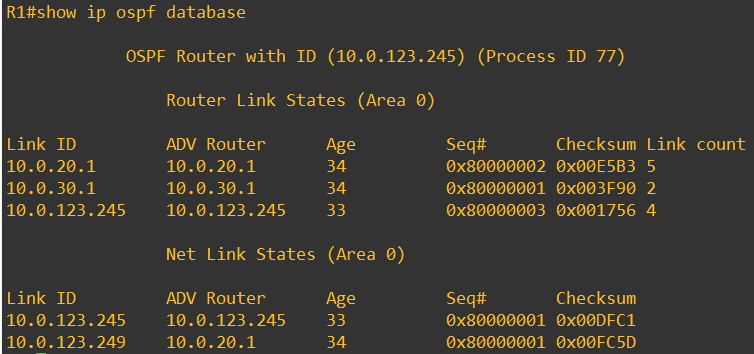 R1#show ip ospf database
OSPF Router with ID (10.0.123.245) (Process ID 77)
Router Link States (Area 0)
Link ID ADV Router Age Seq# Checksum Link count
10.0.20.1 10.0.20.1 34 0x80000002 0x00E5B3 5
10.0.30.1 10.0.30.1 34 0x80000001 0x003F90 2
10.0.123.245 10.0.123.245 33 0x80000003 0x001756 4
Net Link States (Area 0)
Link ID ADV Router Age Seq# Checksum
10.0.123.245 10.0.123.245 33 0x80000001 0x00DFC1
10.0.123.249 10.0.20.1 34 0x80000001 0x00FC5D